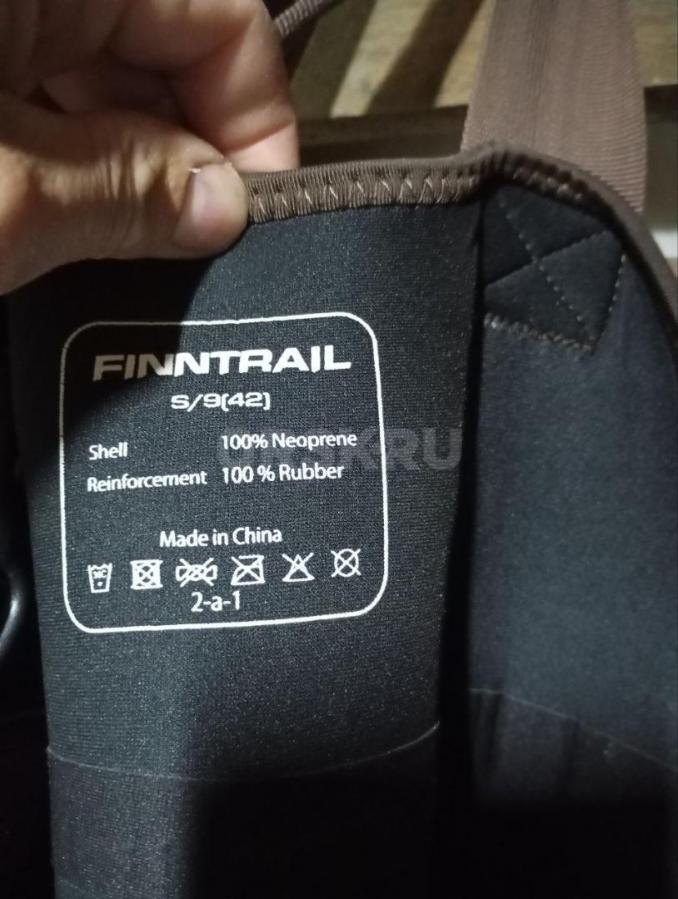 FINNTRAIL
S/9(42)
Shell 100% Neoprene
Reinforcement 100 % Rubber
Made in China
2-a-1